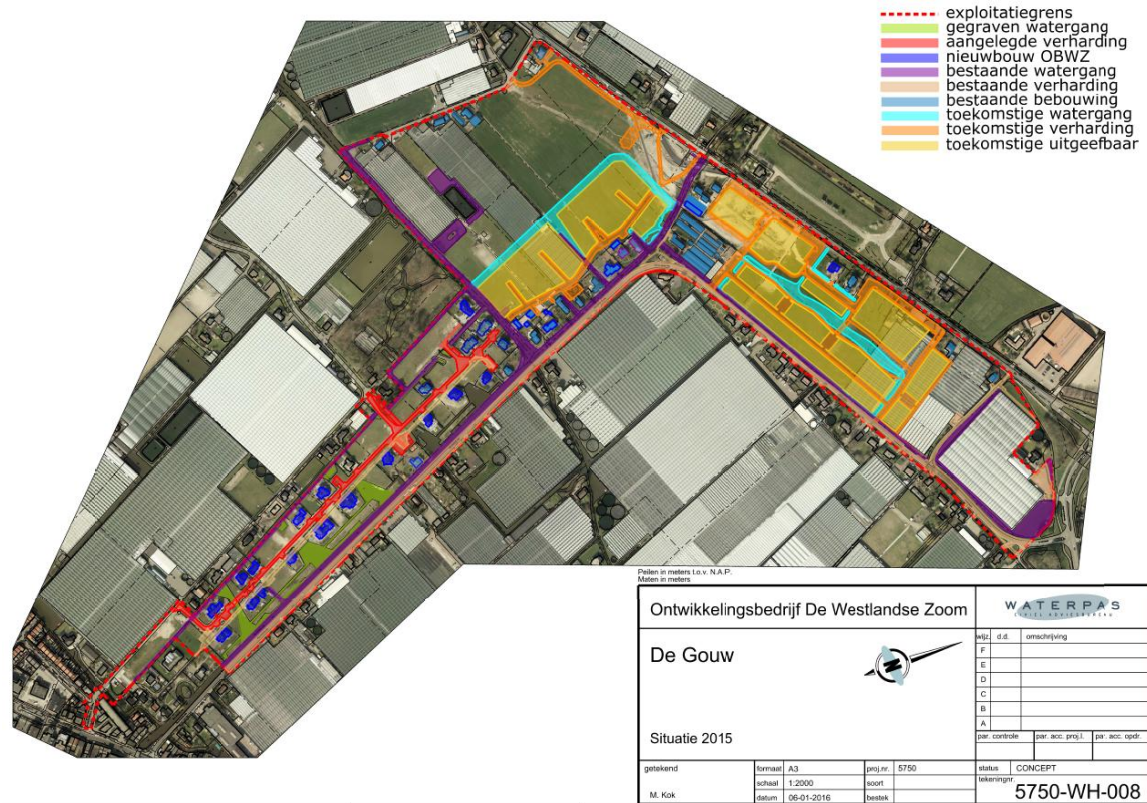 exploitatiegrens
gegraven watergang
aangelegde verharding
nieuwbouw OBWZ
bestaande watergang
bestaande verharding
bestaande bebouwing
toekomstige watergang
toekomstige verharding
toekomstige uitgeefbaar
Peilen in meters t.o.v. N.A.P.
Maten in meters
Ontwikkelingsbedrijf De Westlandse Zoom
WATERPAS
CIVIEL ADVIESBUREAU
De Gouw
N
Situatie 2015
wijz. d.d. omschrijving
F
E
D
C
B
A
par. controle par. acc. proj.l. par. acc. opdr.
getekend formaat A3 proj.nr. 5750 status CONCEPT
schaal 1:2000 soort tekeningnr.
M. Kok datum 06-01-2016 bestek 5750-WH-008